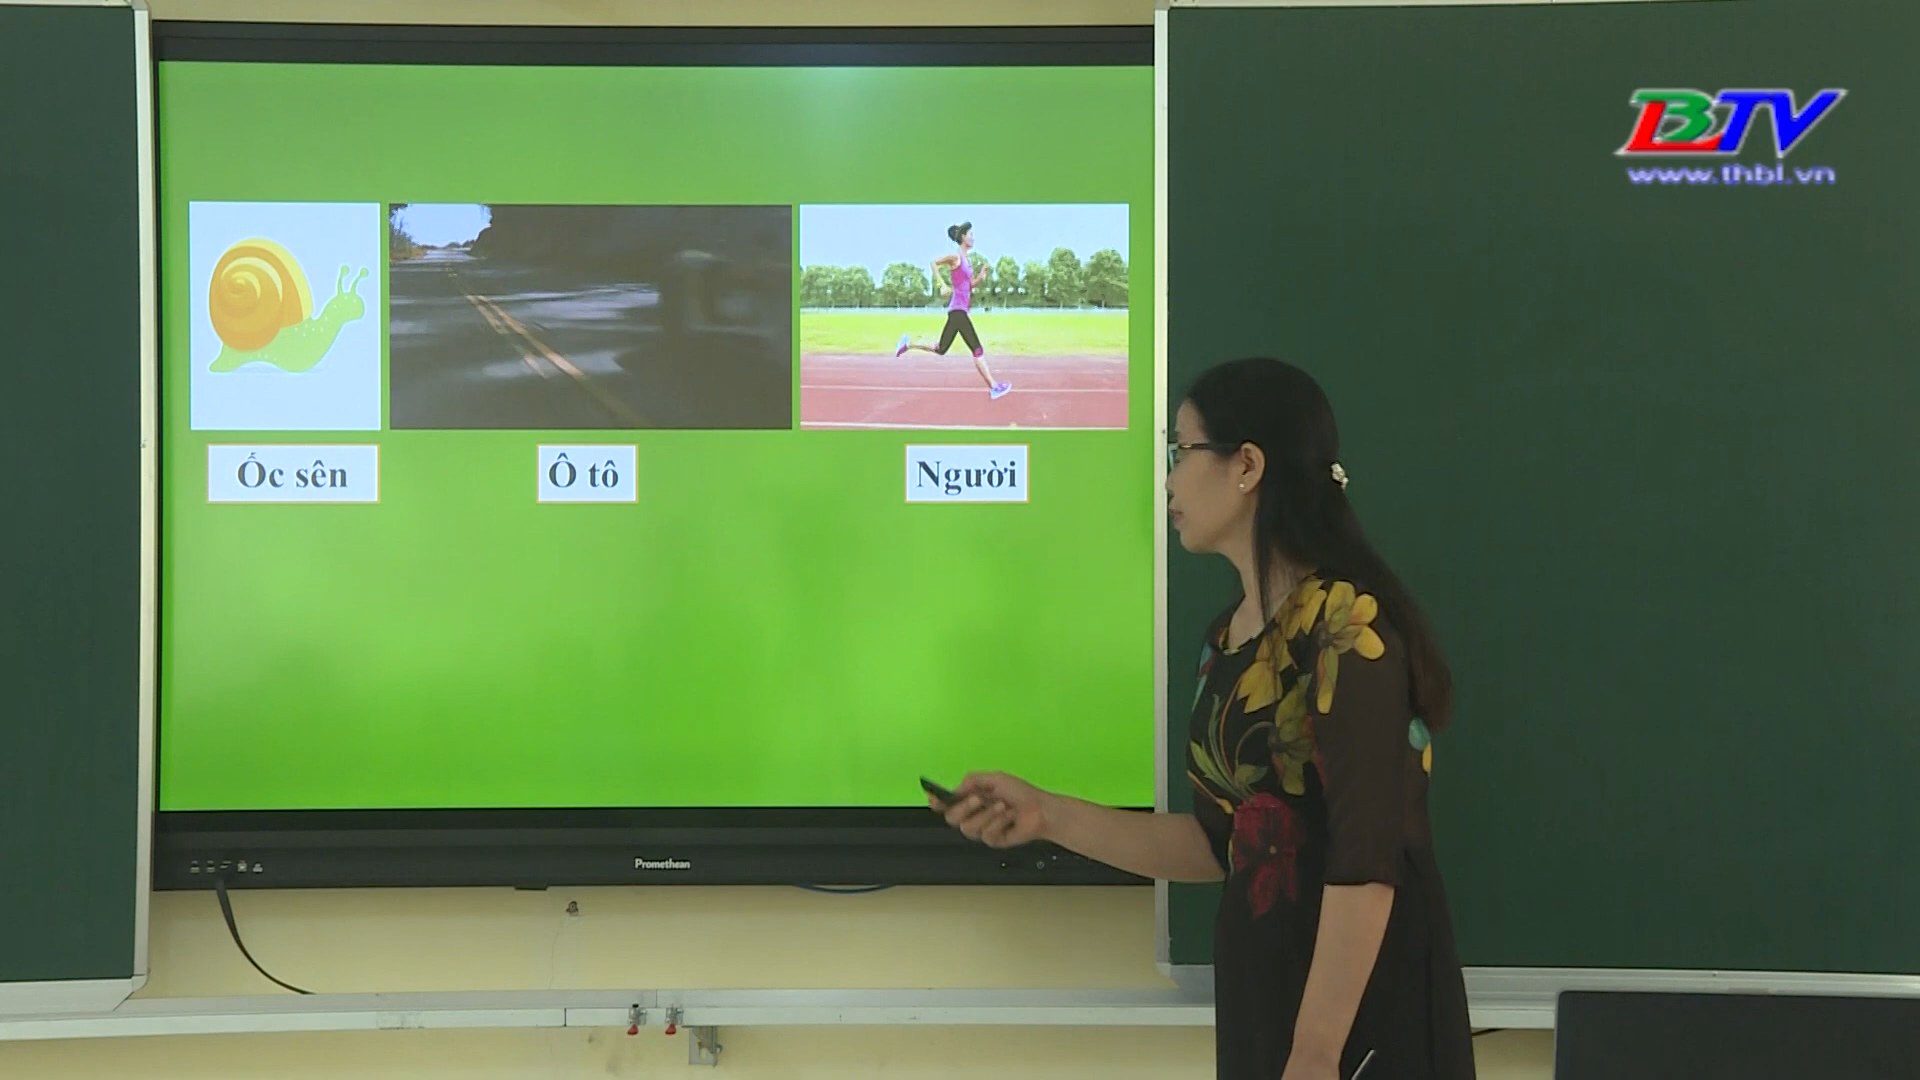 BTV
www.thbl.vn
Ốc sên
Ô tô
Người
Promethean